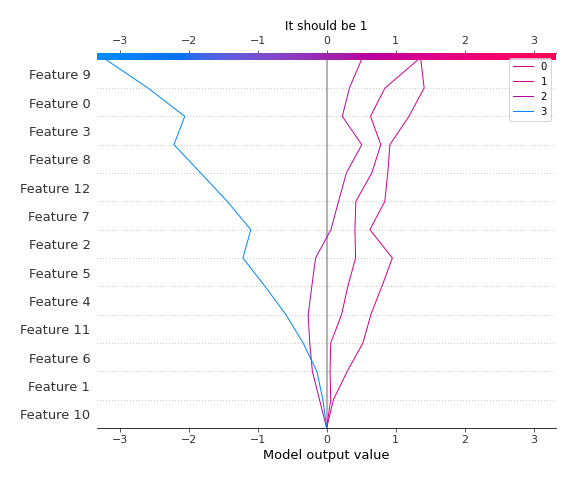 It should be 1
−3 −2 −1 0 1 2 3
0
1
2
3
Feature 9
Feature 0
Feature 3
Feature 8
Feature 12
Feature 7
Feature 2
Feature 5
Feature 4
Feature 11
Feature 6
Feature 1
Feature 10
−3 −2 −1 0 1 2 3
Model output value